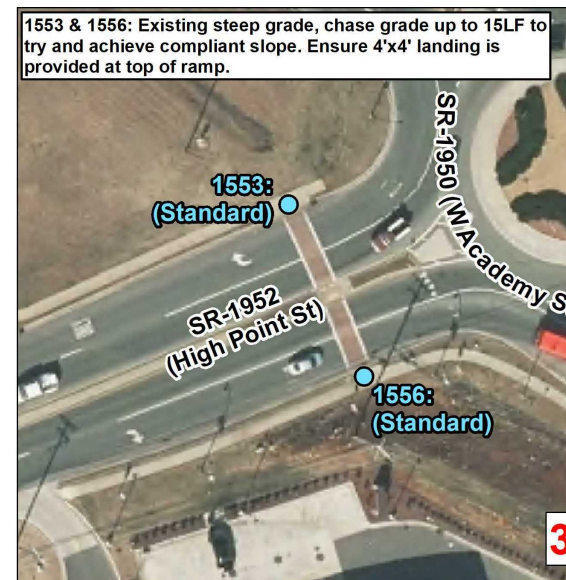 1553 & 1556: Existing steep grade, chase grade up to 15LF to
try and achieve compliant slope. Ensure 4'x4' landing is
provided at top of ramp.
SR-1950 (W Academy S
1553:
(Standard)
SR-1952
(High Point St)
1556:
(Standard)
3